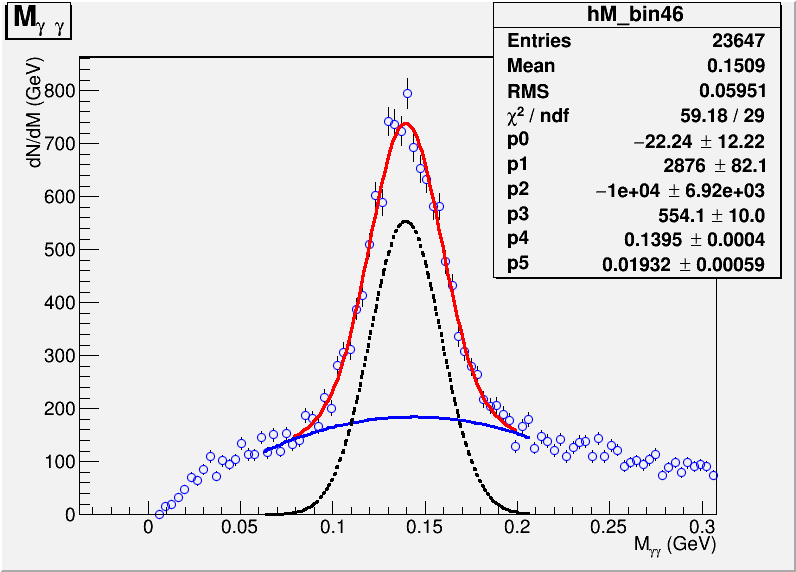 M γ γ
hM_bin46
Entries 23647
Mean 0.1509
RMS 0.05951
χ² / ndf 59.18 / 29
p0 −22.24 ± 12.22
p1 2876 ± 82.1
p2 −1e+04 ± 6.92e+03
p3 554.1 ± 10.0
p4 0.1395 ± 0.0004
p5 0.01932 ± 0.00059
dN/dM (GeV)
800
700
600
500
400
300
200
100
0
0 0.05 0.1 0.15 0.2 0.25 0.3
Mγγ (GeV)